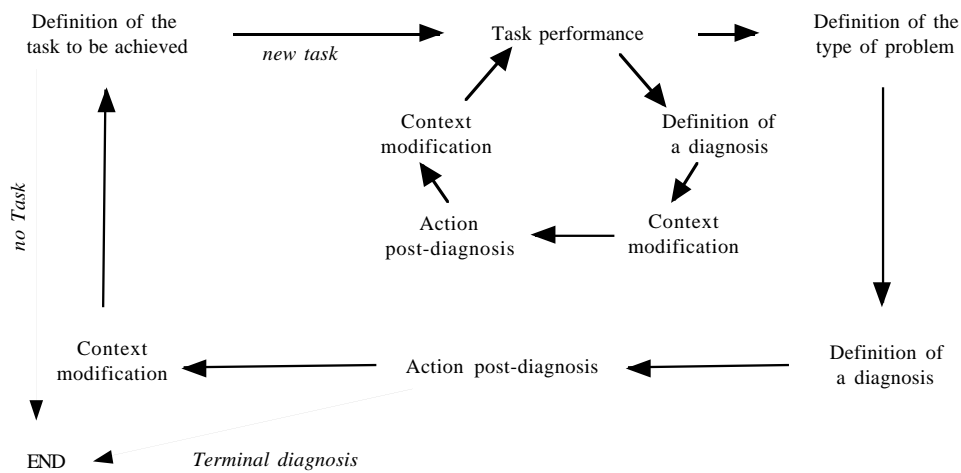 Definition of the
task to be achieved
new task
Task performance
Definition of the
type of problem
Context
modification
Definition of
a diagnosis
no Task
Action
post-diagnosis
Context
modification
Context
modification
Action post-diagnosis
Definition of
a diagnosis
END
Terminal diagnosis